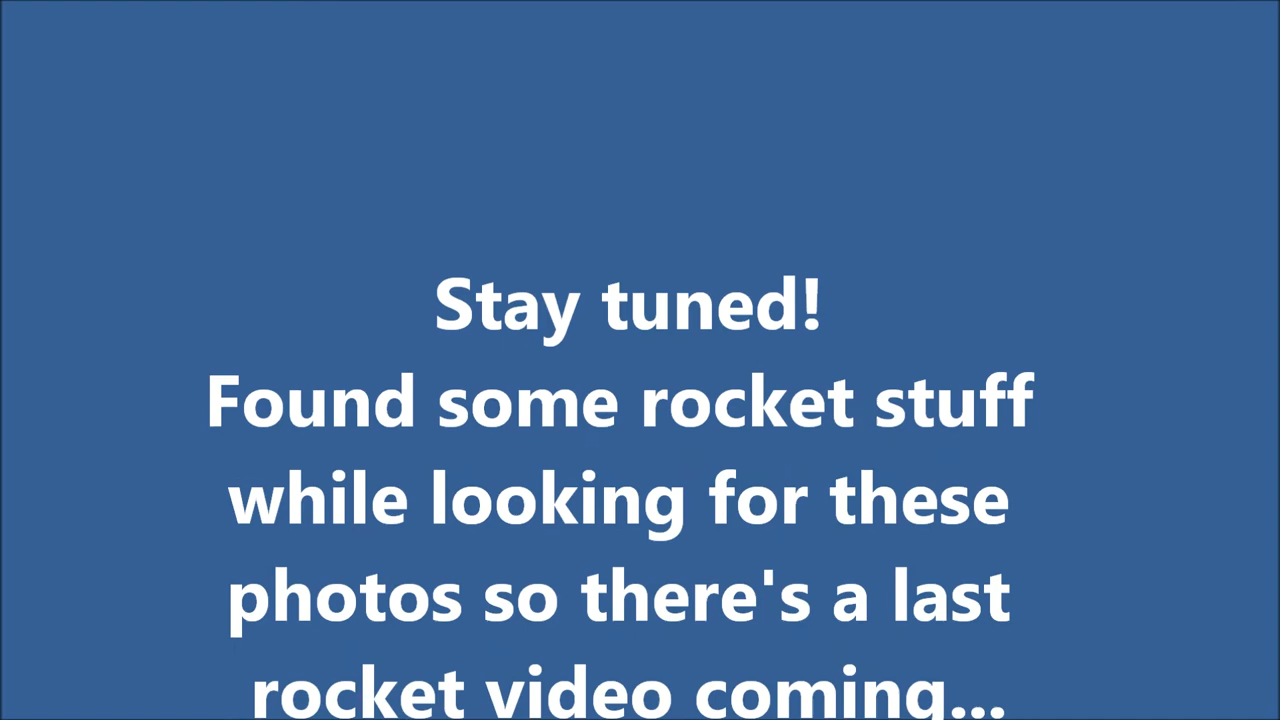 Stay tuned!
Found some rocket stuff
while looking for these
photos so there's a last
rocket video coming...